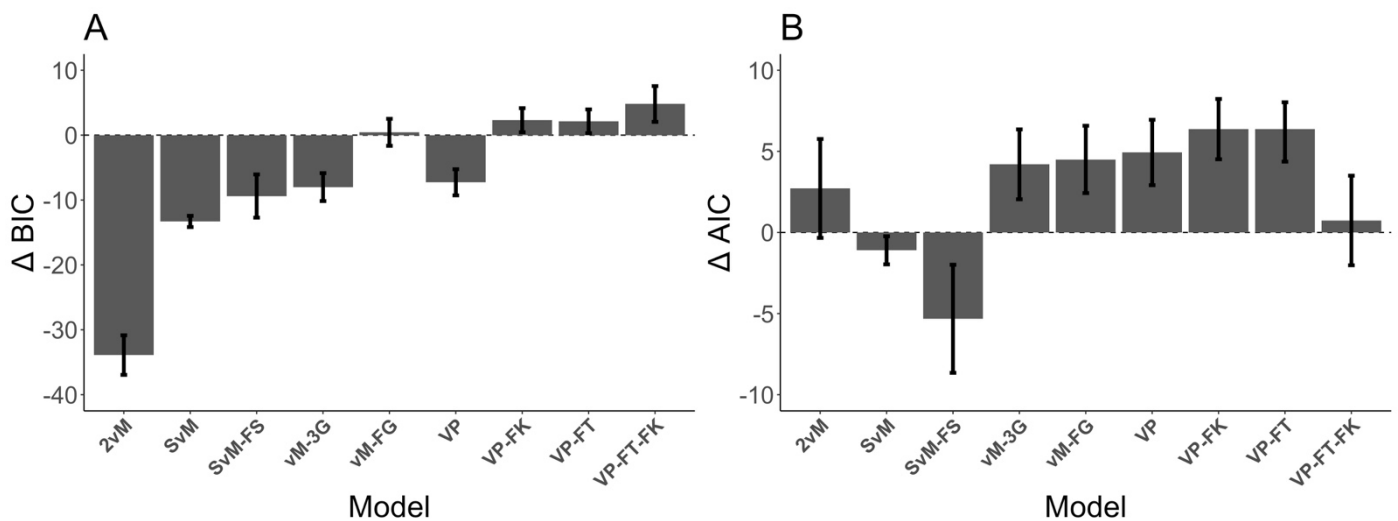 A
Δ BIC
10
0
-10
-20
-30
-40
2vM
SvM
SvM-FS
vM-3G
vM-FG
VP
VP-FK
VP-FT
VP-FT-FK
Model
B
Δ AIC
10
5
0
-5
-10
2vM
SvM
SvM-FS
vM-3G
vM-FG
VP
VP-FK
VP-FT
VP-FT-FK
Model